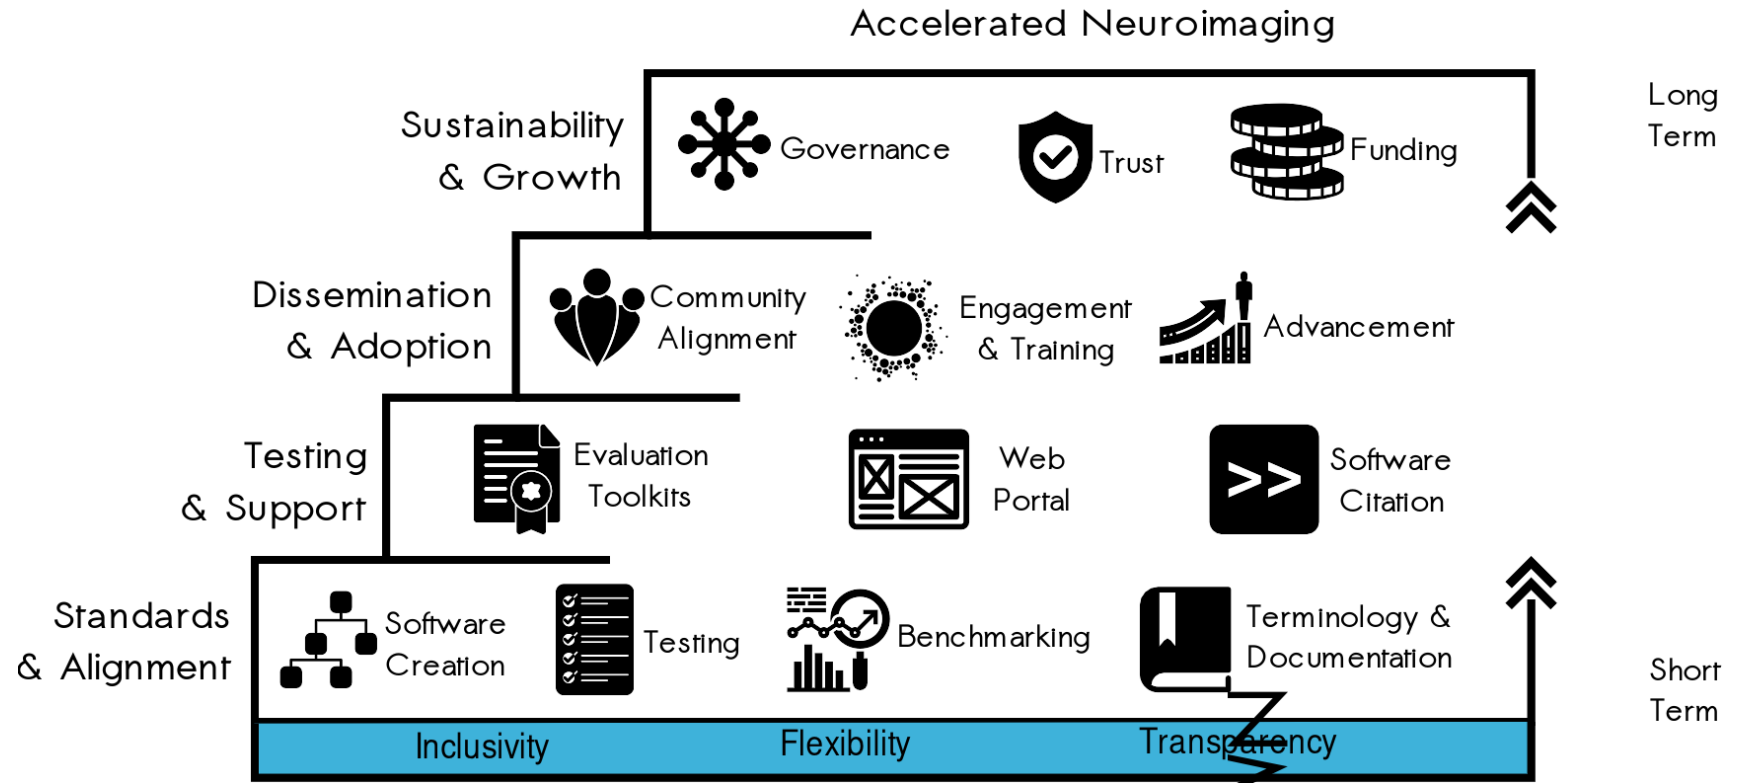 Accelerated Neuroimaging
Long
Term
Sustainability
& Growth
Governance
Trust
Funding
Dissemination
& Adoption
Community
Alignment
Engagement
& Training
Advancement
Testing
& Support
Evaluation
Toolkits
Web
Portal
>>
Software
Citation
Standards
& Alignment
Software
Creation
Testing
Benchmarking
Terminology &
Documentation
Short
Term
Inclusivity
Flexibility
Transparency